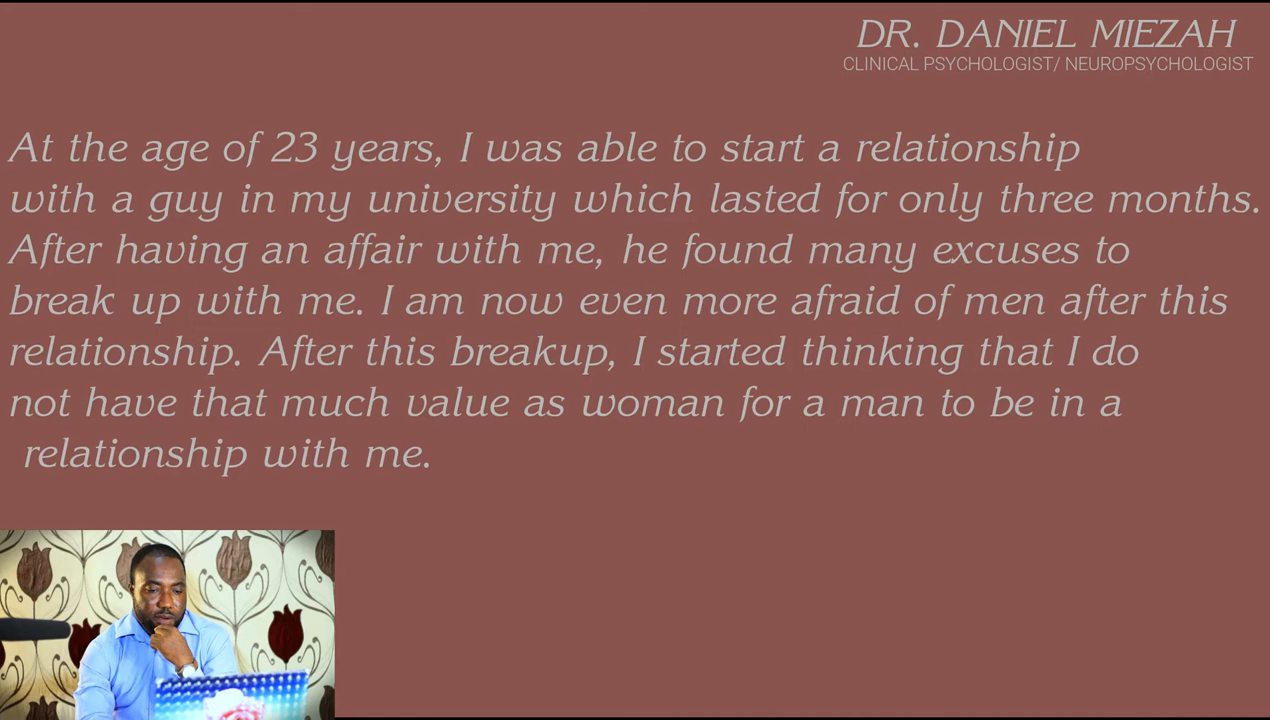 DR. DANIEL MIEZAH
CLINICAL PSYCHOLOGIST/ NEUROPSYCHOLOGIST
At the age of 23 years, I was able to start a relationship
with a guy in my university which lasted for only three months.
After having an affair with me, he found many excuses to
break up with me. I am now even more afraid of men after this
relationship. After this breakup, I started thinking that I do
not have that much value as woman for a man to be in a
relationship with me.